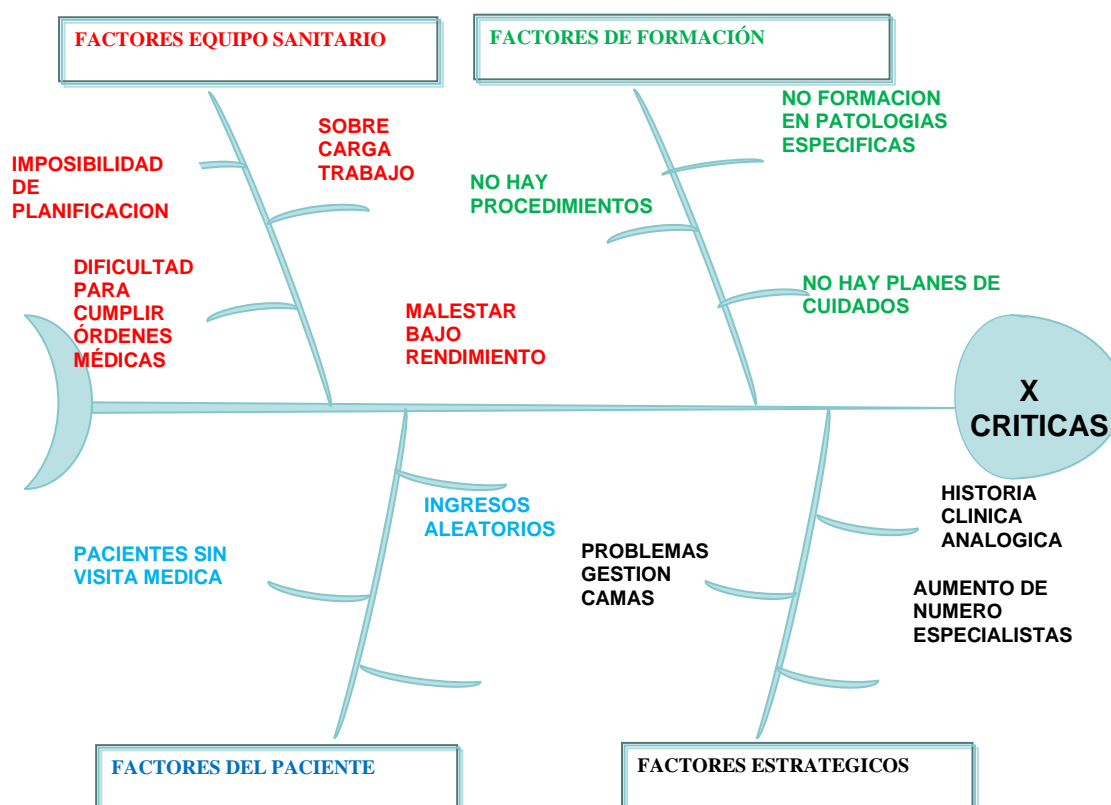 FACTORES EQUIPO SANITARIO
FACTORES DE FORMACIÓN
IMPOSIBILIDAD
DE
PLANIFICACION
SOBRE
CARGA
TRABAJO
DIFICULTAD
PARA
CUMPLIR
ÓRDENES
MÉDICAS
MALESTAR
BAJO
RENDIMIENTO
NO FORMACION
EN PATOLOGIAS
ESPECIFICAS
NO HAY
PROCEDIMIENTOS
NO HAY PLANES DE
CUIDADOS
X
CRITICAS
PACIENTES SIN
VISITA MEDICA
INGRESOS
ALEATORIOS
PROBLEMAS
GESTION
CAMAS
HISTORIA
CLINICA
ANALOGICA
AUMENTO DE
NUMERO
ESPECIALISTAS
FACTORES DEL PACIENTE
FACTORES ESTRATEGICOS